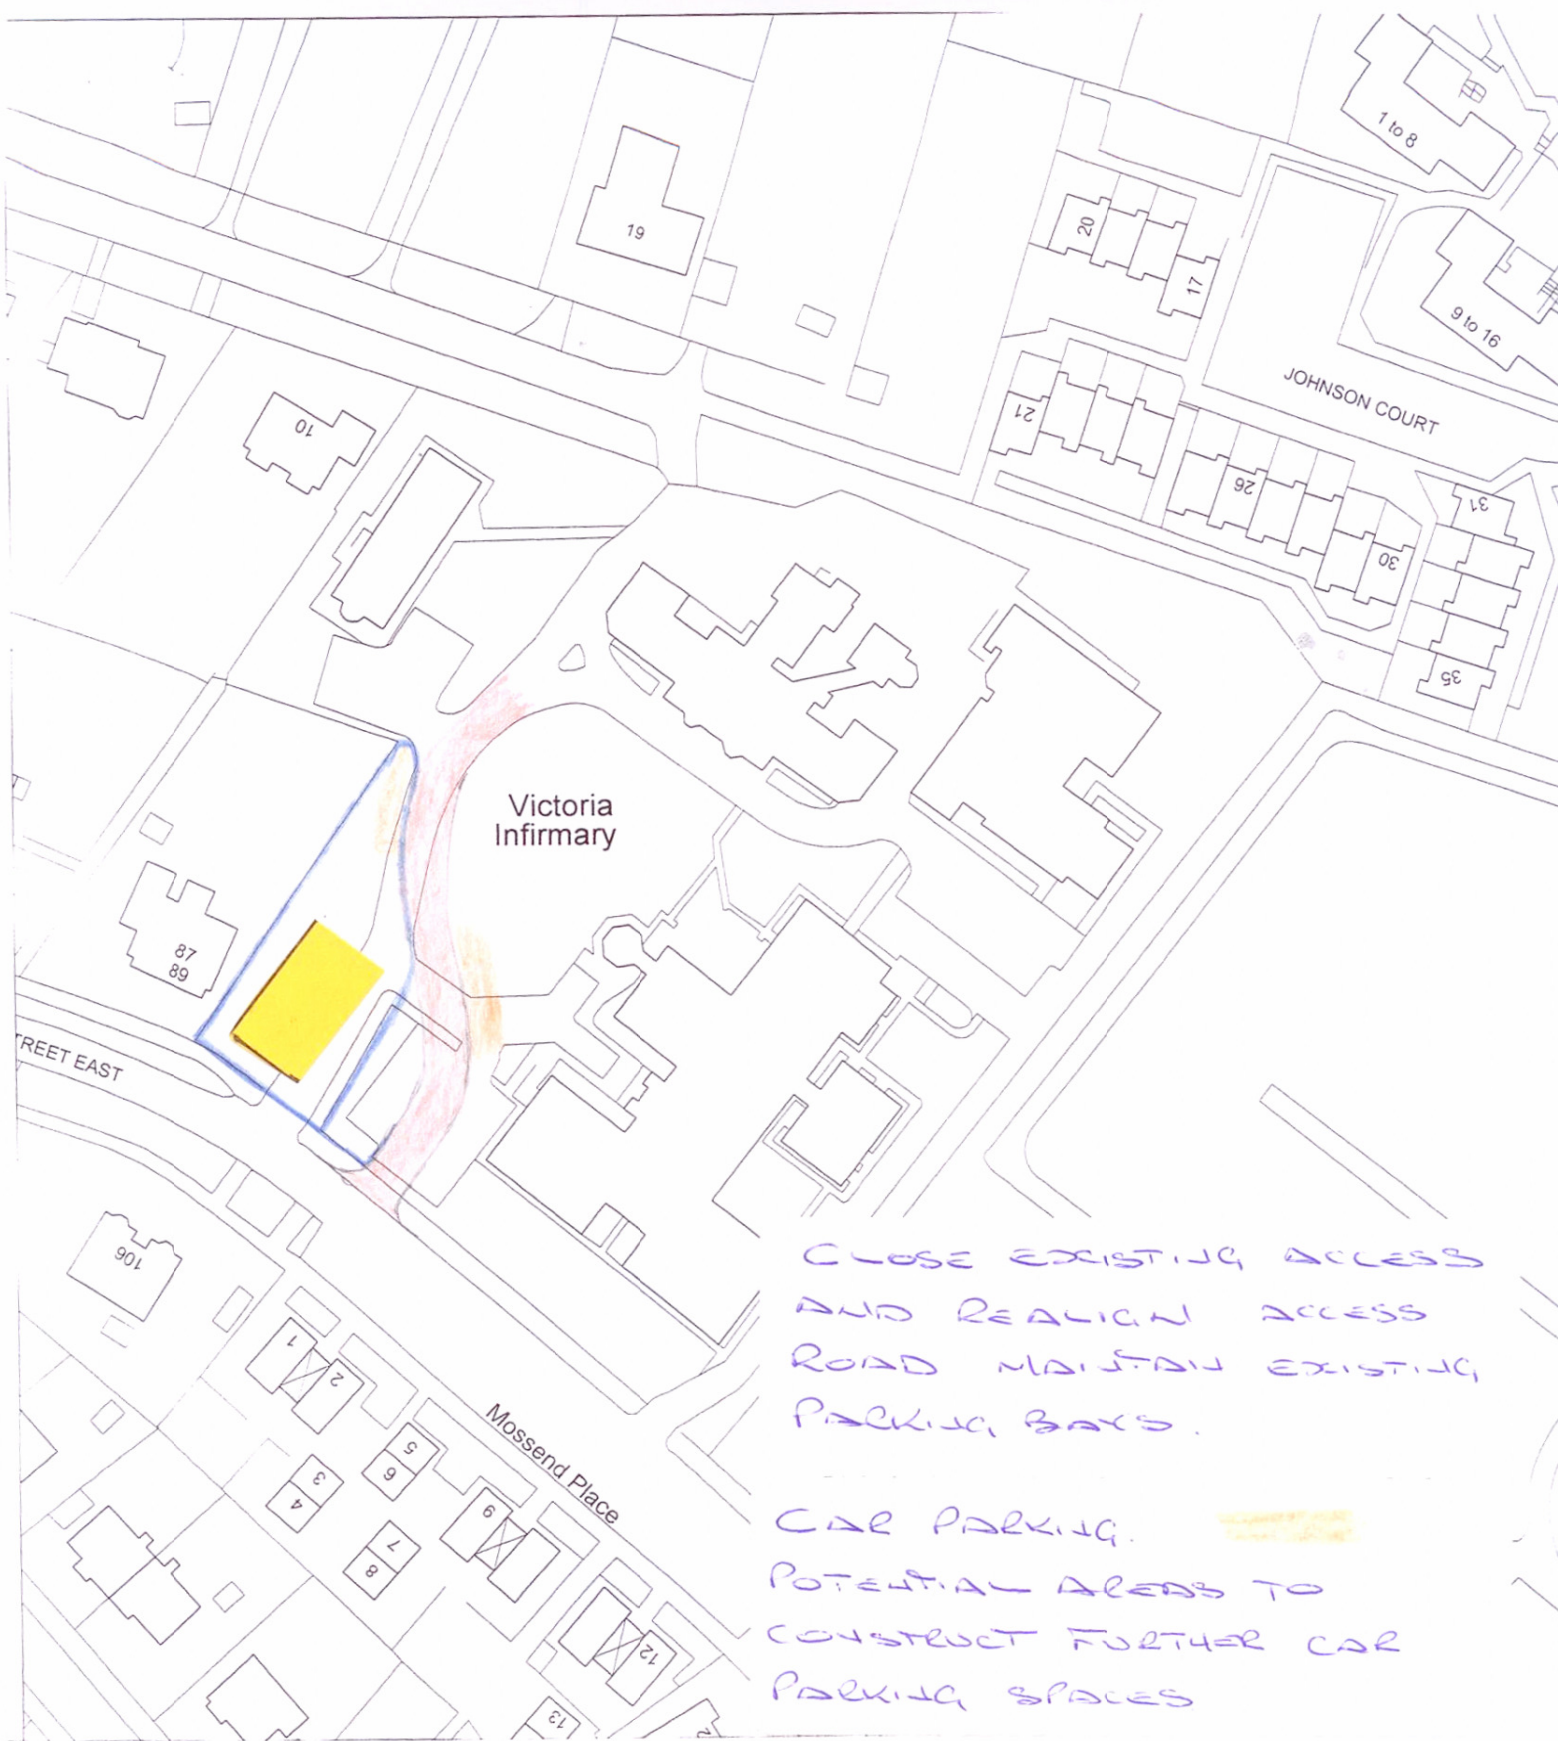 1 to 8
19
20
17
9 to 16
JOHNSON COURT
10
21
26
31
30
35
Victoria
Infirmary
87
89
TREET EAST
106
1
2
Mossend Place
5
6
3
4
9
7
8
12
13
2
CLOSE EXISTING ACCESS
AND REALIGN ACCESS
ROAD MAINTAIN EXISTING
PARKING BAYS.
CAR PARKING.
POTENTIAL AREAS TO
CONSTRUCT FURTHER CAR
PARKING SPACES